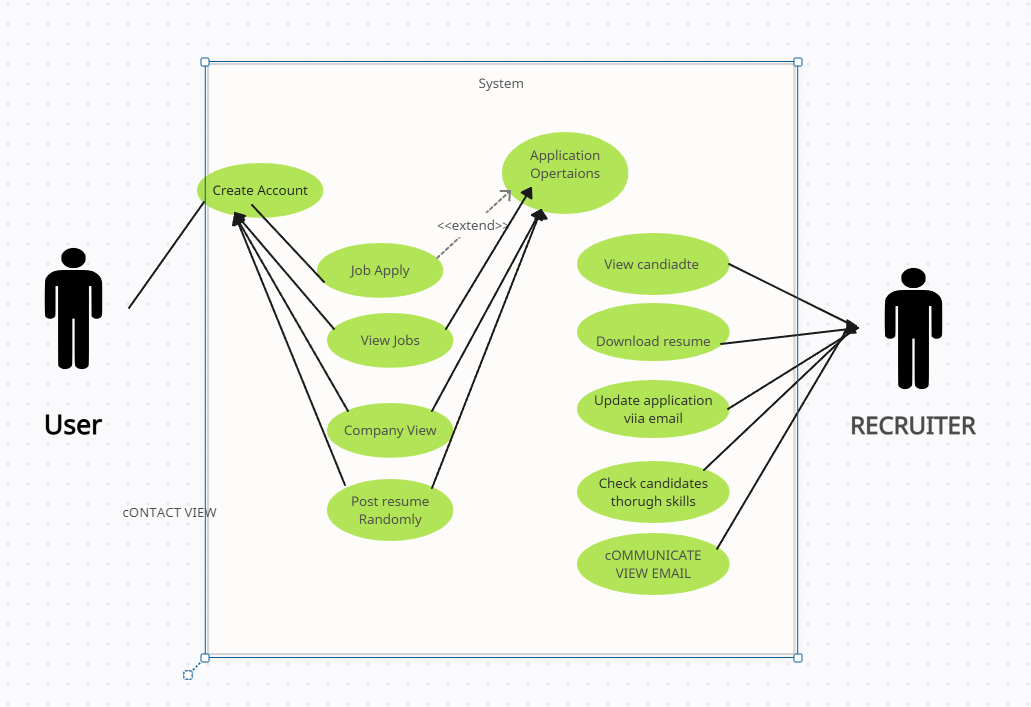 System
Application
Opertaions
Create Account
<<extend>>
Job Apply
View candiadte
View Jobs
Download resume
Update application
viia email
User
RECRUITER
Company View
Check candidates
thorugh skills
Post resume
Randomly
cONTACT VIEW
cOMMUNICATE
VIEW EMAIL